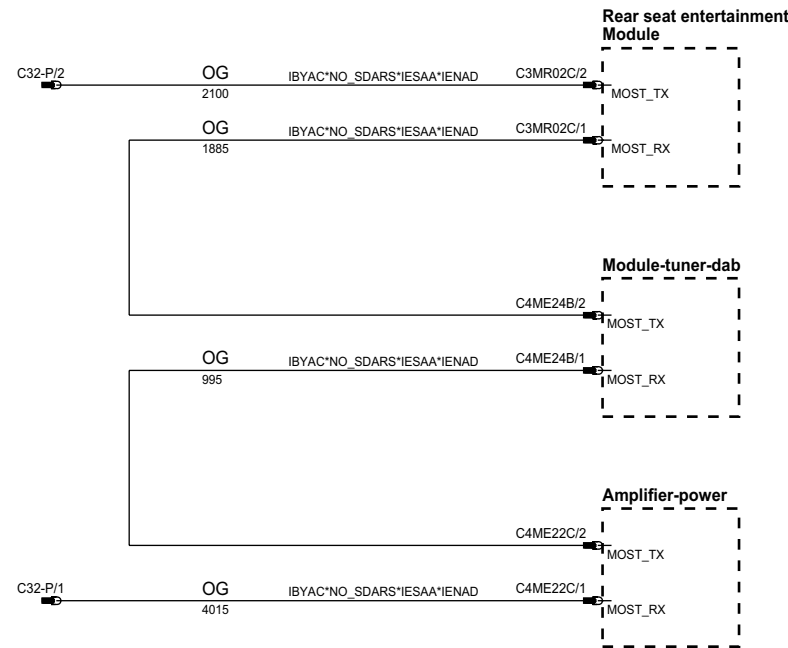 Rear seat entertainment
Module
C32-P/2
OG
IBYAC*NO_SDARS*IESAA*IENAD
C3MR02C/2
2100
MOST_TX
OG
IBYAC*NO_SDARS*IESAA*IENAD
C3MR02C/1
1885
MOST_RX
Module-tuner-dab
C4ME24B/2
MOST_TX
OG
IBYAC*NO_SDARS*IESAA*IENAD
C4ME24B/1
995
MOST_RX
Amplifier-power
C4ME22C/2
MOST_TX
C32-P/1
OG
IBYAC*NO_SDARS*IESAA*IENAD
C4ME22C/1
4015
MOST_RX